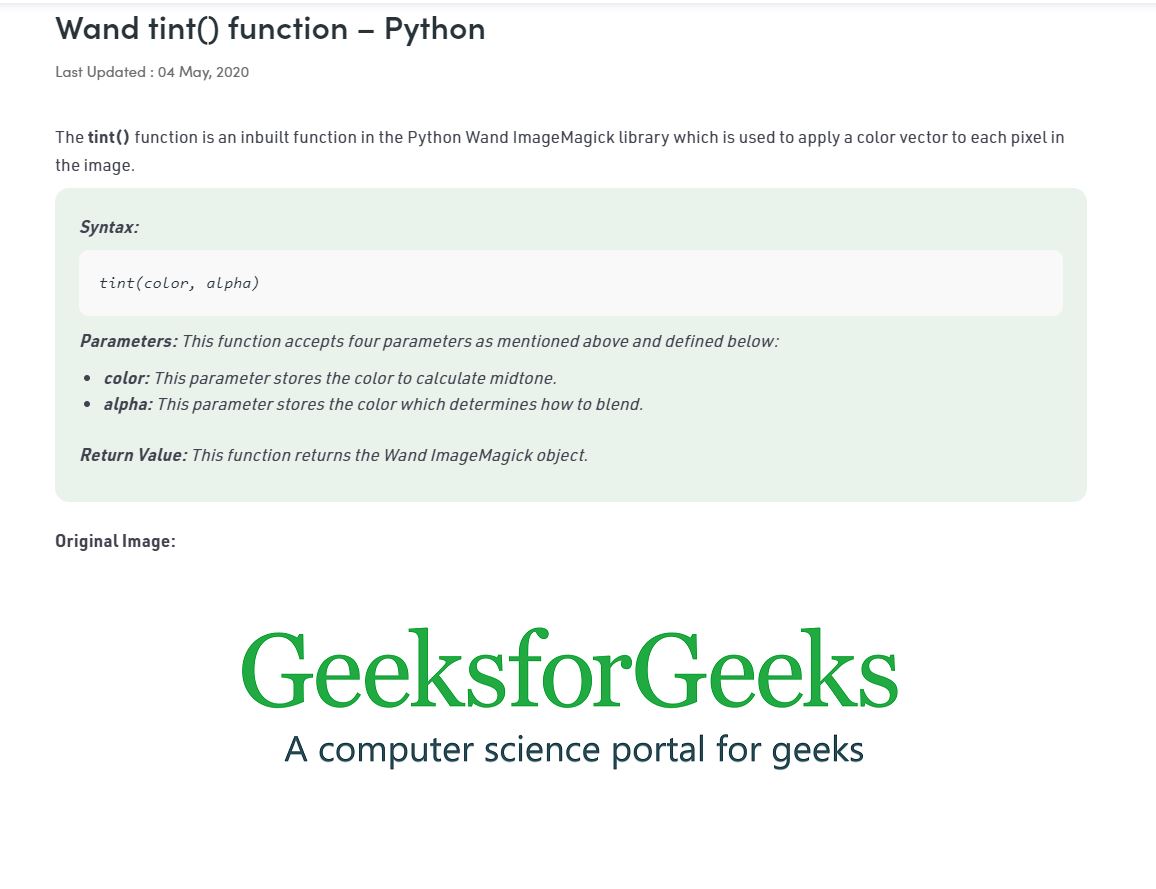 Wand tint() function – Python
Last Updated : 04 May, 2020
The tint() function is an inbuilt function in the Python Wand ImageMagick library which is used to apply a color vector to each pixel in
the image.
Syntax:
tint(color, alpha)
Parameters: This function accepts four parameters as mentioned above and defined below:
• color: This parameter stores the color to calculate midtone.
• alpha: This parameter stores the color which determines how to blend.
Return Value: This function returns the Wand ImageMagick object.
Original Image:
GeeksforGeeks
A computer science portal for geeks